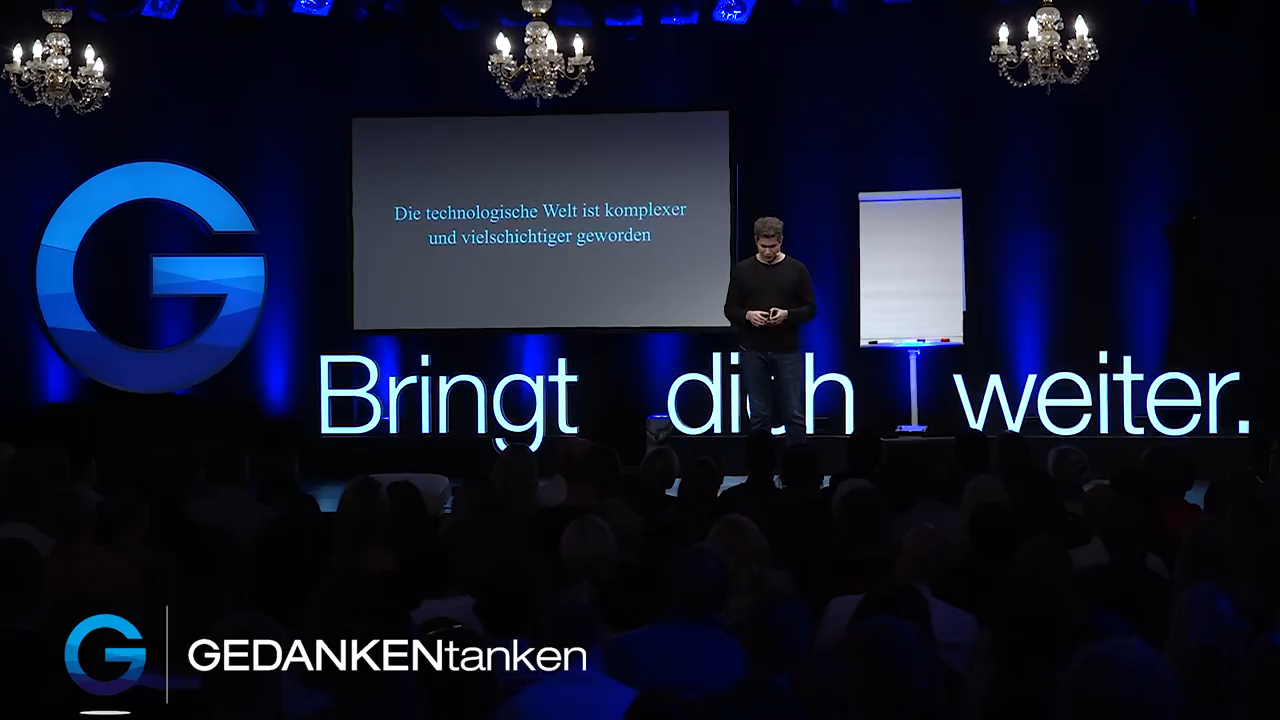 G
Die technologische Welt ist komplexer
und vielschichtiger geworden
Bringt dich weiter.
G GEDANKENtanken